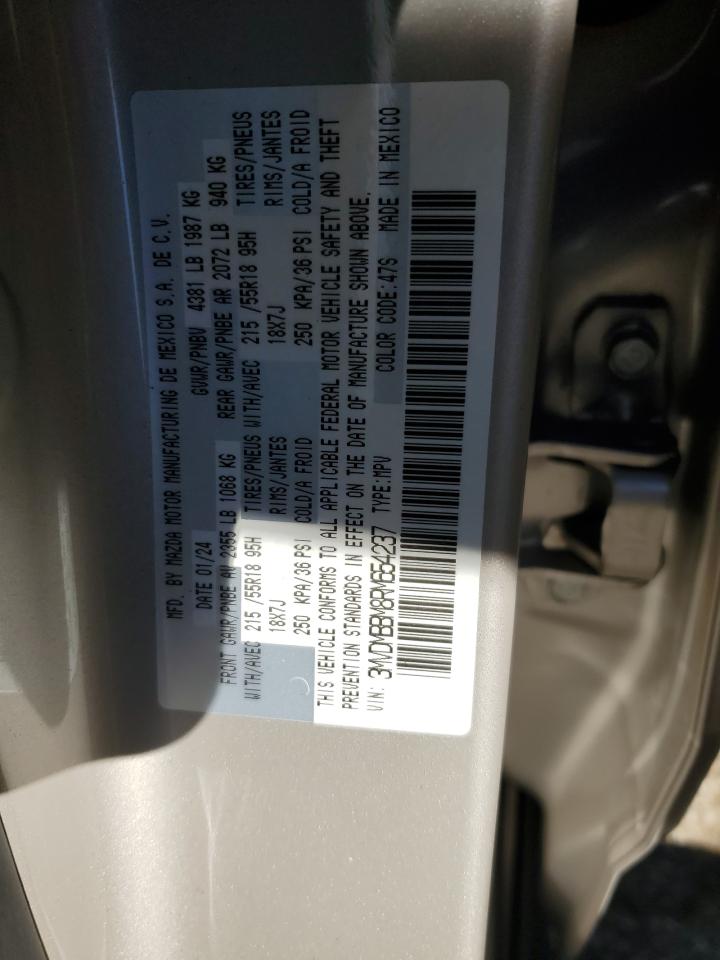 MFD. BY MAZDA MOTOR MANUFACTURING DE MEXICO S.A. DE C.V.
DATE 01/24 GVWR/PNBV 4381 LB 1987 KG
FRONT GAWR/PNBE AV 2355 LB 1068 KG REAR GAWR/PNBE AR 2072 LB 940 KG
WITH/AVEC 215 /55R18 95H TIRES/PNEUS WITH/AVEC 215 /55R18 95H TIRES/PNEUS
18X7J RIMS/JANTES 18X7J RIMS/JANTES
250 KPA/36 PSI COLD/A FROID 250 KPA/36 PSI COLD/A FROID
THIS VEHICLE CONFORMS TO ALL APPLICABLE FEDERAL MOTOR VEHICLE SAFETY AND THEFT
PREVENTION STANDARDS IN EFFECT ON THE DATE OF MANUFACTURE SHOWN ABOVE.
VIN: 3MVDMBBM8RM654237 TYPE:MPV COLOR CODE:47S MADE IN MEXICO